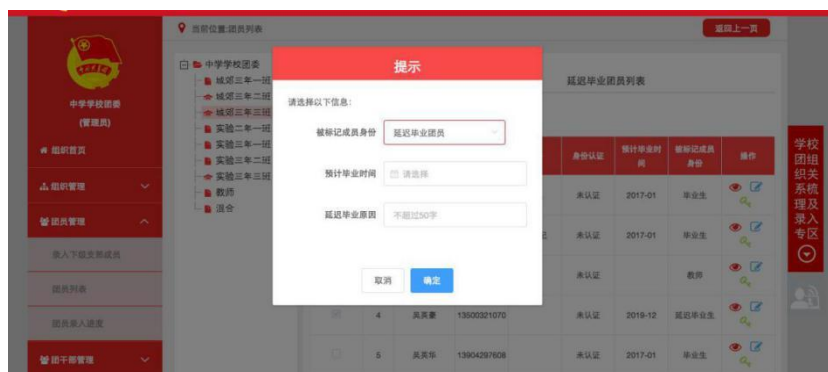 当前位置:团员列表
返回上一页
中学学校团委
(管理员)
组织首页
组织管理
团员管理
录入下级支部成员
团员列表
团员录入进度
团干部管理
中学学校团委
城郊三年一班
城郊三年二班
城郊三年三班
实验二年一班
实验三年一班
实验三年二班
实验三年三班
教师
混合
提示
请选择以下信息:
被标记成员身份 延迟毕业团员
预计毕业时间 请选择
延迟毕业原因 不超过50字
取消 确定
延迟毕业团员列表
身份认证 预计毕业时间 被标记成员身份 操作
未认证 2017-01 毕业生
未认证 2017-01 毕业生
未认证 教师
4 吴英豪 13500321070 未认证 2019-12 延迟毕业生
5 吴英华 13904297608 未认证 2017-01 毕业生
学校团组织关系梳理及录入专区